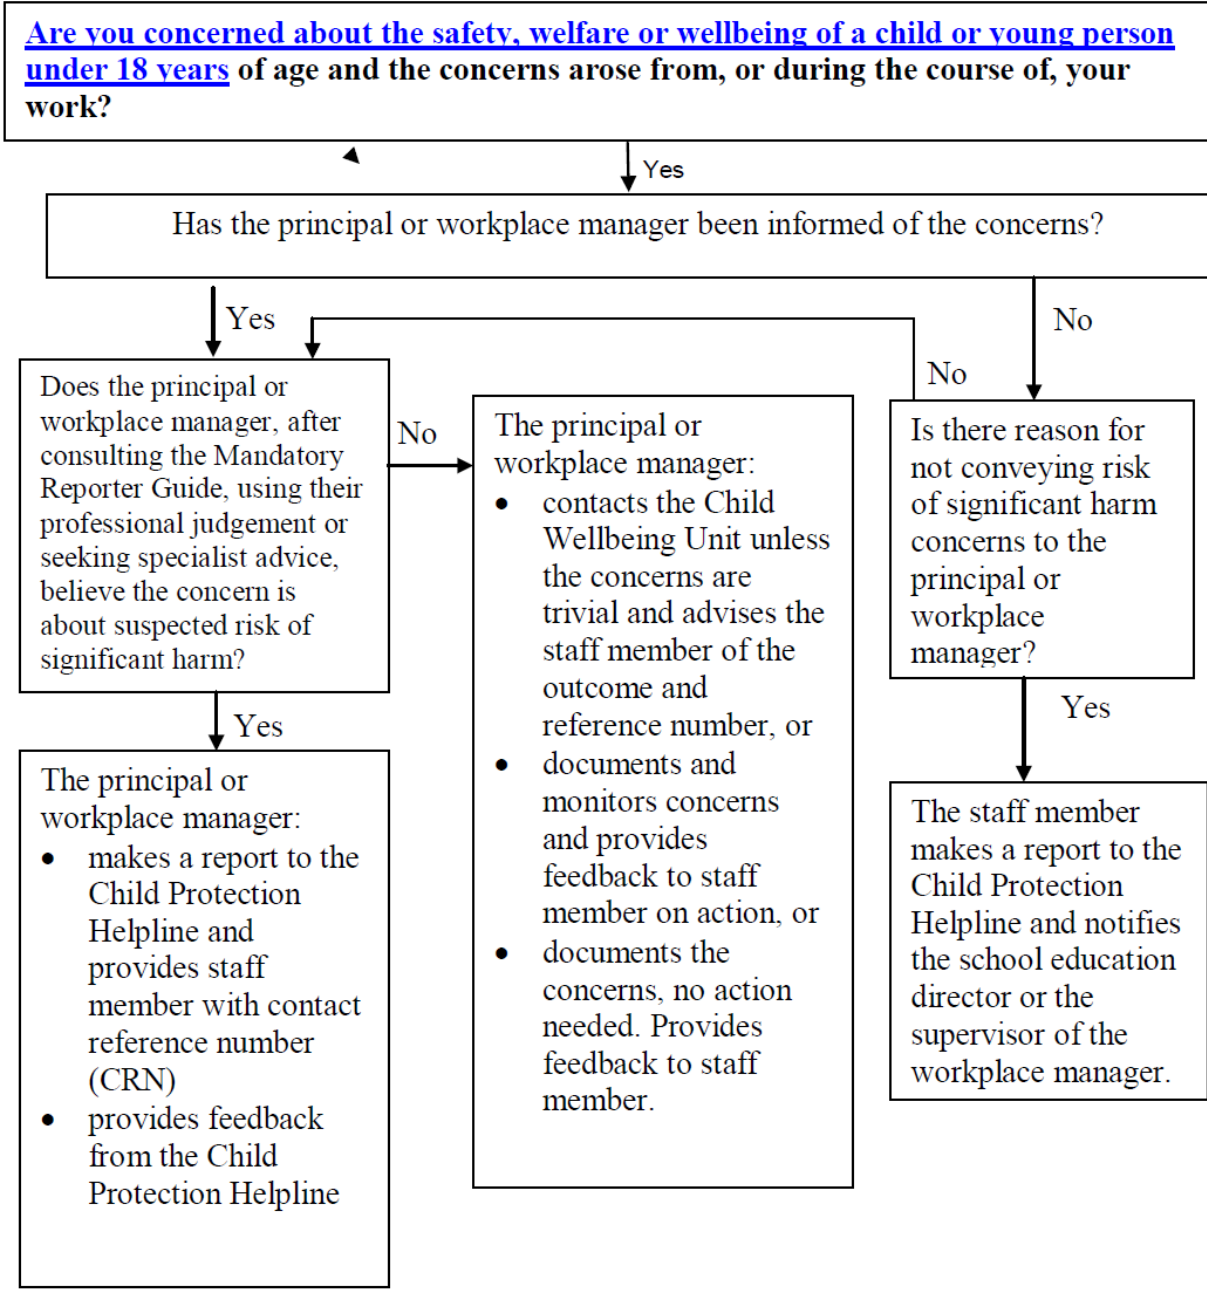 Are you concerned about the safety, welfare or wellbeing of a child or young person
under 18 years of age and the concerns arose from, or during the course of, your
work?
Yes
Has the principal or workplace manager been informed of the concerns?
Yes
No
Does the principal or
workplace manager, after
consulting the Mandatory
Reporter Guide, using their
professional judgement or
seeking specialist advice,
believe the concern is
about suspected risk of
significant harm?
No
The principal or
workplace manager:
• contacts the Child
Wellbeing Unit unless
the concerns are
trivial and advises the
staff member of the
outcome and
reference number, or
• documents and
monitors concerns
and provides
feedback to staff
member on action, or
• documents the
concerns, no action
needed. Provides
feedback to staff
member.
No
Is there reason for
not conveying risk
of significant harm
concerns to the
principal or
workplace
manager?
Yes
The principal or
workplace manager:
• makes a report to the
Child Protection
Helpline and
provides staff
member with contact
reference number
(CRN)
• provides feedback
from the Child
Protection Helpline
Yes
The staff member
makes a report to the
Child Protection
Helpline and notifies
the school education
director or the
supervisor of the
workplace manager.